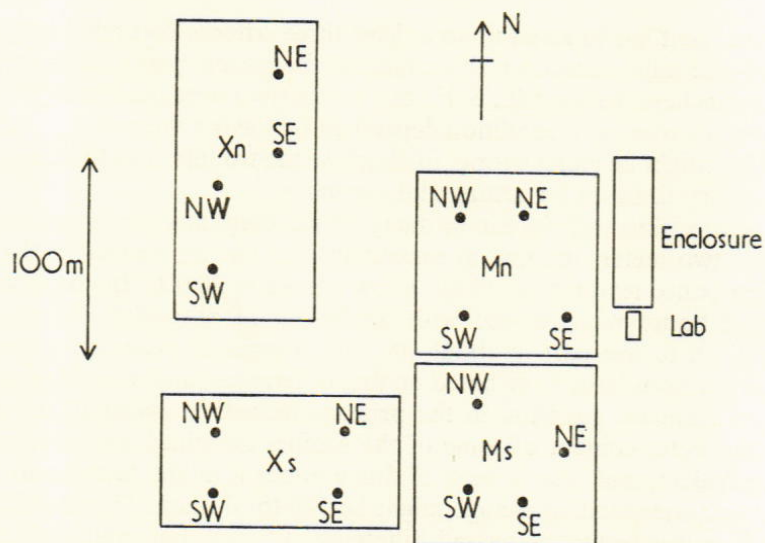 N
NE
SE
Xn
NW
SW
100m
NW NE
Mn
SW SE
Enclosure
Lab
NW NE
Xs
SW SE
NW
NE
Ms
SW
SE